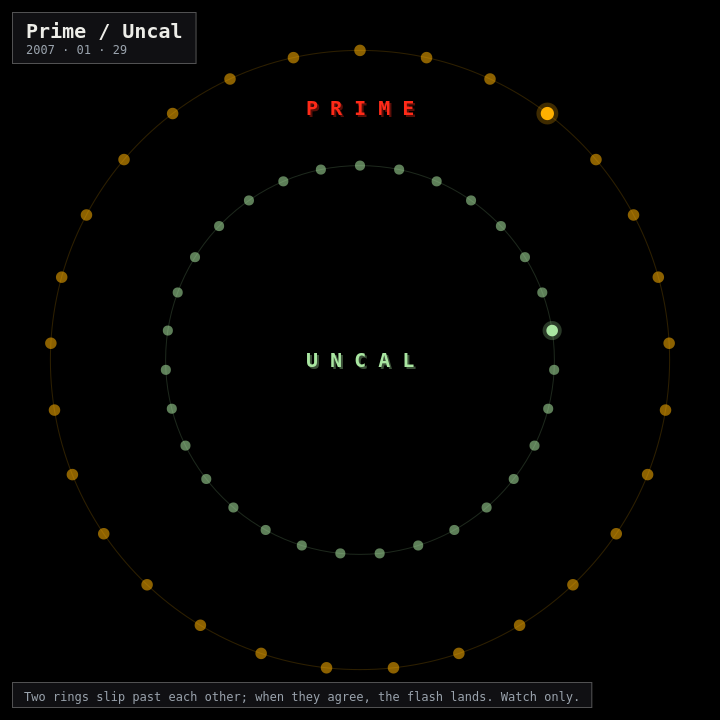 Prime / Uncal
2007 · 01 · 29
PRIME
UNCAL
Two rings slip past each other; when they agree, the flash lands. Watch only.